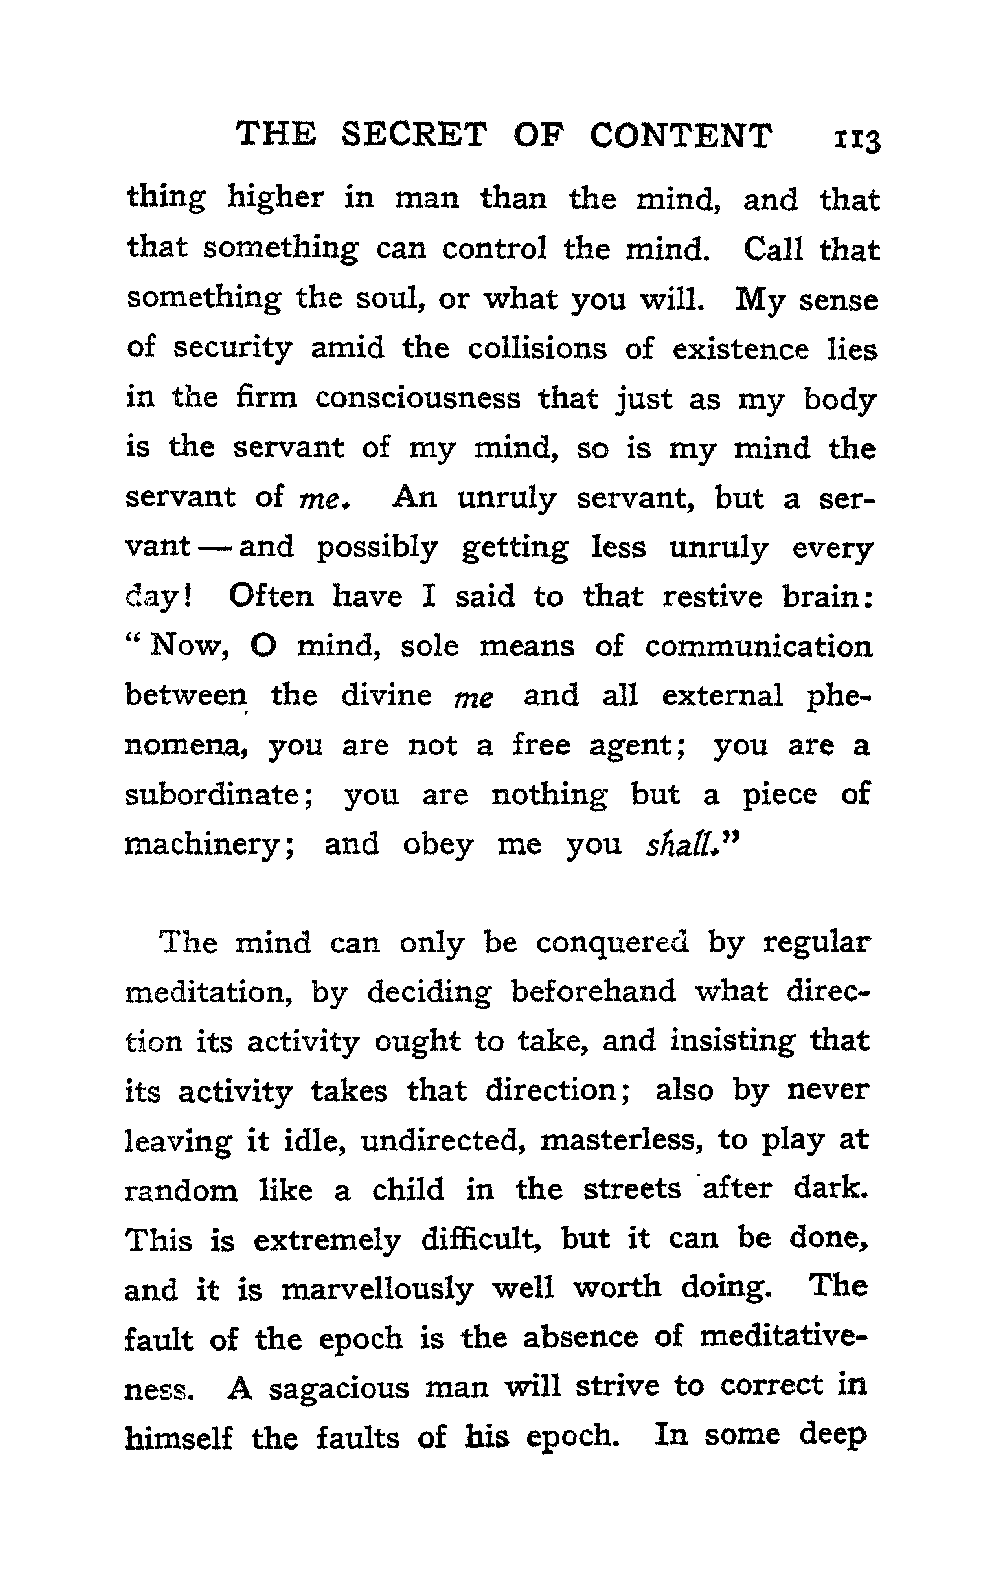 THE SECRET OF CONTENT 113
thing higher in man than the mind, and that
that something can control the mind. Call that
something the soul, or what you will. My sense
of security amid the collisions of existence lies
in the firm consciousness that just as my body
is the servant of my mind, so is my mind the
servant of me. An unruly servant, but a ser-
vant — and possibly getting less unruly every
day! Often have I said to that restive brain:
“ Now, O mind, sole means of communication
between the divine me and all external phe-
nomena, you are not a free agent; you are a
subordinate; you are nothing but a piece of
machinery; and obey me you shall.”
The mind can only be conquered by regular
meditation, by deciding beforehand what direc-
tion its activity ought to take, and insisting that
its activity takes that direction; also by never
leaving it idle, undirected, masterless, to play at
random like a child in the streets after dark.
This is extremely difficult, but it can be done,
and it is marvellously well worth doing. The
fault of the epoch is the absence of meditative-
ness. A sagacious man will strive to correct in
himself the faults of his epoch. In some deep